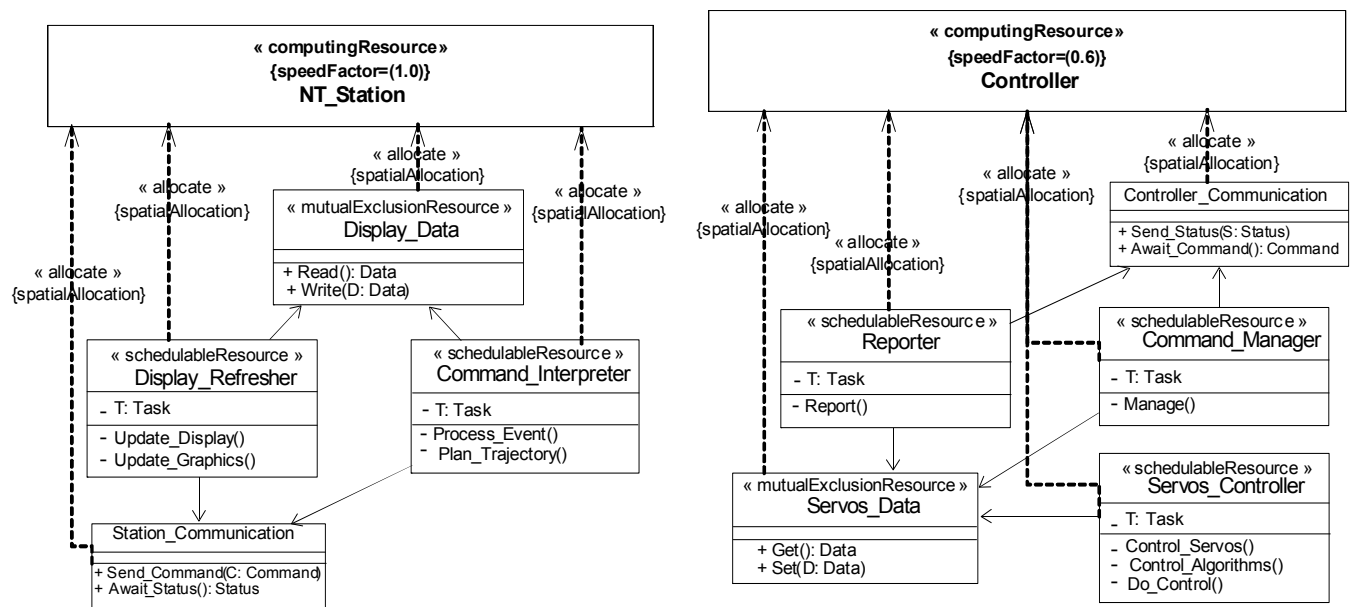 « computingResource»
{speedFactor=(1.0)}
NT_Station
« allocate »
{spatialAllocation}
« allocate »
{spatialAllocation}
« allocate »
{spatialAllocation}
« allocate »
{spatialAllocation}
« mutualExclusionResource »
Display_Data
+ Read(): Data
+ Write(D: Data)
« schedulableResource »
Display_Refresher
- T: Task
- Update_Display()
- Update_Graphics()
« schedulableResource »
Command_Interpreter
- T: Task
- Process_Event()
- Plan_Trajectory()
Station_Communication
+ Send_Command(C: Command)
+ Await_Status(): Status
« computingResource»
{speedFactor=(0.6)}
Controller
« allocate »
{spatialAllocation}
« allocate »
{spatialAllocation}
« allocate »
{spatialAllocation}
« allocate »
{spatialAllocation}
Controller_Communication
+ Send_Status(S: Status)
+ Await_Command(): Command
« schedulableResource »
Reporter
- T: Task
- Report()
« schedulableResource »
Command_Manager
- T: Task
- Manage()
« mutualExclusionResource »
Servos_Data
+ Get(): Data
+ Set(D: Data)
« schedulableResource »
Servos_Controller
- T: Task
- Control_Servos()
- Control_Algorithms()
- Do_Control()